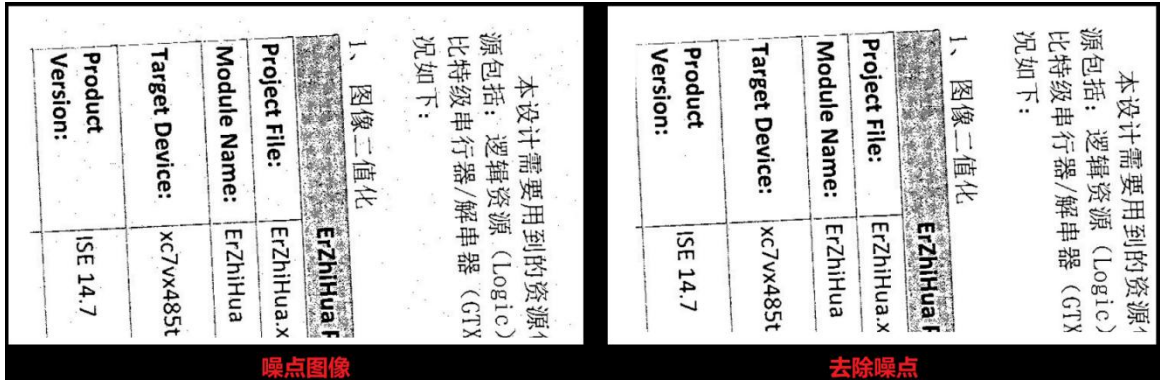 本设计需要用到的资源
源包括：逻辑资源（Logic）
比特级串行器/解串器（GTX
况如下：
1、 图像二值化
ErZhiHua
Project File: ErZhiHua.x
Module Name: ErZhiHua
Target Device: xc7vx485t
Product Version: ISE 14.7
噪点图像
本设计需要用到的资源
源包括：逻辑资源（Logic）
比特级串行器/解串器（GTX
况如下：
1、 图像二值化
ErZhiHua
Project File: ErZhiHua.x
Module Name: ErZhiHua
Target Device: xc7vx485t
Product Version: ISE 14.7
去除噪点